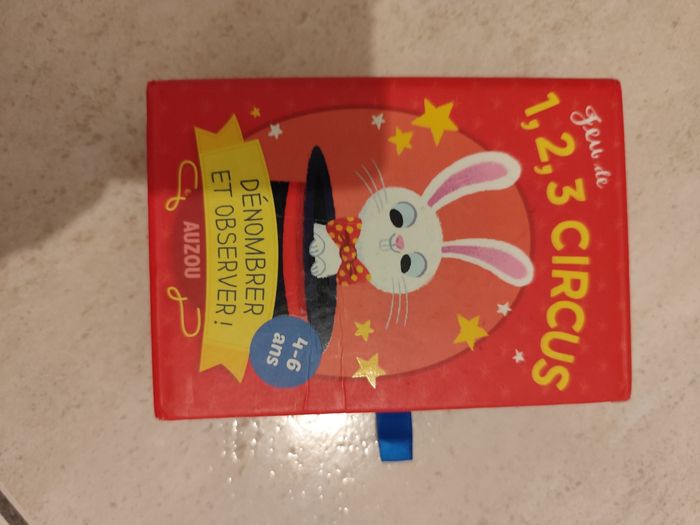 Jeu de
1, 2, 3 CIRCUS
DÉNOMBRER
ET OBSERVER !
4-6
ans
AUZOU